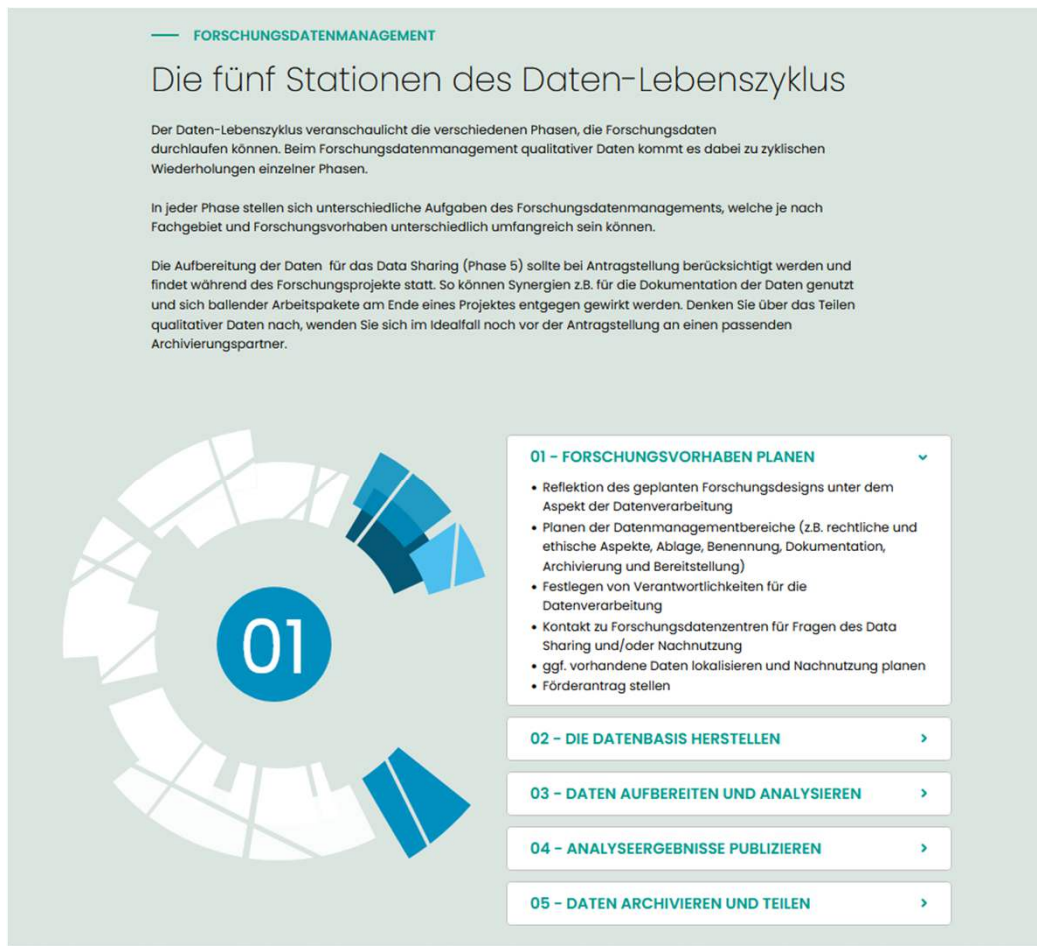 FORSCHUNGSDATENMANAGEMENT
Die fünf Stationen des Daten-Lebenszyklus
Der Daten-Lebenszyklus veranschaulicht die verschiedenen Phasen, die Forschungsdaten
durchlaufen können. Beim Forschungsdatenmanagement qualitativer Daten kommt es dabei zu zyklischen
Wiederholungen einzelner Phasen.
In jeder Phase stellen sich unterschiedliche Aufgaben des Forschungsdatenmanagements, welche je nach
Fachgebiet und Forschungsvorhaben unterschiedlich umfangreich sein können.
Die Aufbereitung der Daten für das Data Sharing (Phase 5) sollte bei Antragstellung berücksichtigt werden und
findet während des Forschungsprojekte statt. So können Synergien z.B. für die Dokumentation der Daten genutzt
und sich ballender Arbeitspakete am Ende eines Projektes entgegen gewirkt werden. Denken Sie über das Teilen
qualitativer Daten nach, wenden Sie sich im Idealfall noch vor der Antragstellung an einen passenden
Archivierungspartner.
01
01 - FORSCHUNGSVORHABEN PLANEN
• Reflektion des geplanten Forschungsdesigns unter dem
Aspekt der Datenverarbeitung
• Planen der Datenmanagementbereiche (z.B. rechtliche und
ethische Aspekte, Ablage, Benennung, Dokumentation,
Archivierung und Bereitstellung)
• Festlegen von Verantwortlichkeiten für die
Datenverarbeitung
• Kontakt zu Forschungsdatenzentren für Fragen des Data
Sharing und/oder Nachnutzung
• ggf. vorhandene Daten lokalisieren und Nachnutzung planen
• Förderantrag stellen
02 - DIE DATENBASIS HERSTELLEN
03 - DATEN AUFBEREITEN UND ANALYSIEREN
04 - ANALYSEERGEBNISSE PUBLIZIEREN
05 - DATEN ARCHIVIEREN UND TEILEN